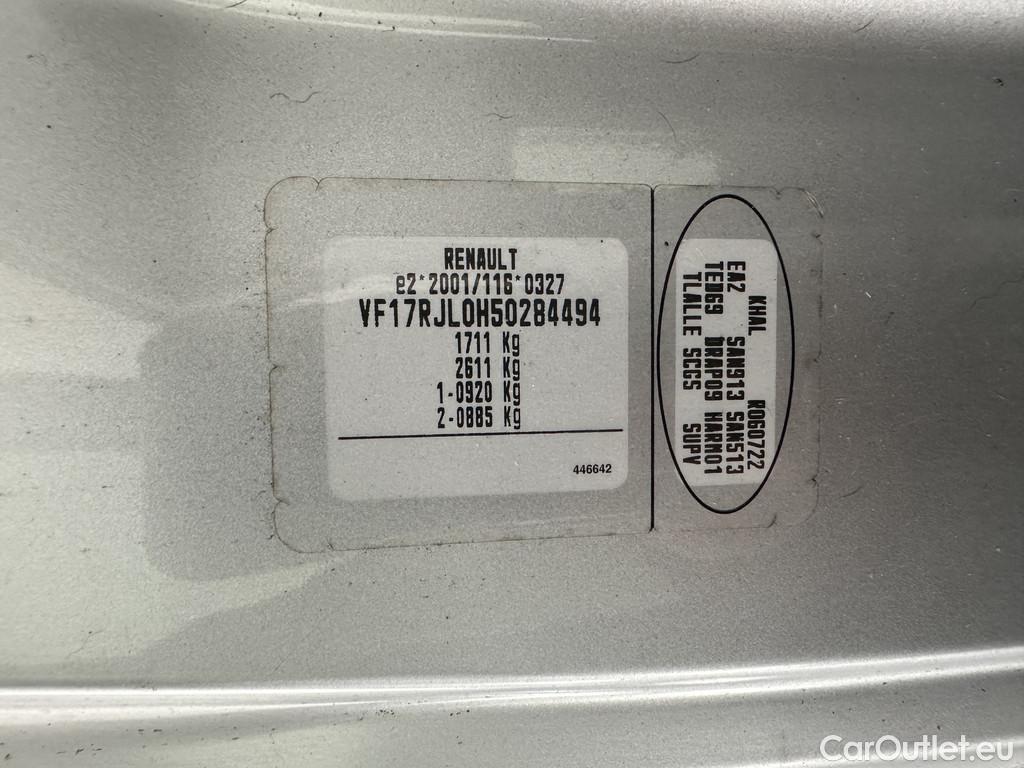 RENAULT
e2*2001/116*0327
VF17RJL0H50284494
1711 Kg
2611 Kg
1-0920 Kg
2-0885 Kg
446642
KHAL R060722
EA2 SAN913 SAN513
TED69 DRAP09 HARN01
TLALLE SCGS SUPV
CarOutlet.eu